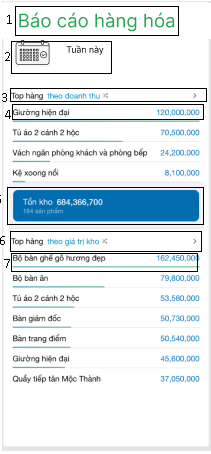 1 Báo cáo hàng hóa
2 Tuần này
3 Top hàng theo doanh thu
4 Giường hiện đại 120,000,000
Tủ áo 2 cánh 2 hộc 70,500,000
Vách ngăn phòng khách và phòng bếp 24,200,000
Kệ xoong nồi 8,100,000
Tồn kho 684,366,700
184 sản phẩm
6 Top hàng theo giá trị kho
7 Bộ bàn ghế gỗ hương đẹp 162,450,000
Bộ bàn ăn 79,800,000
Tủ áo 2 cánh 2 hộc 53,580,000
Bàn giám đốc 50,730,000
Bàn trang điểm 50,540,000
Giường hiện đại 45,600,000
Quầy tiếp tân Mộc Thành 37,050,000